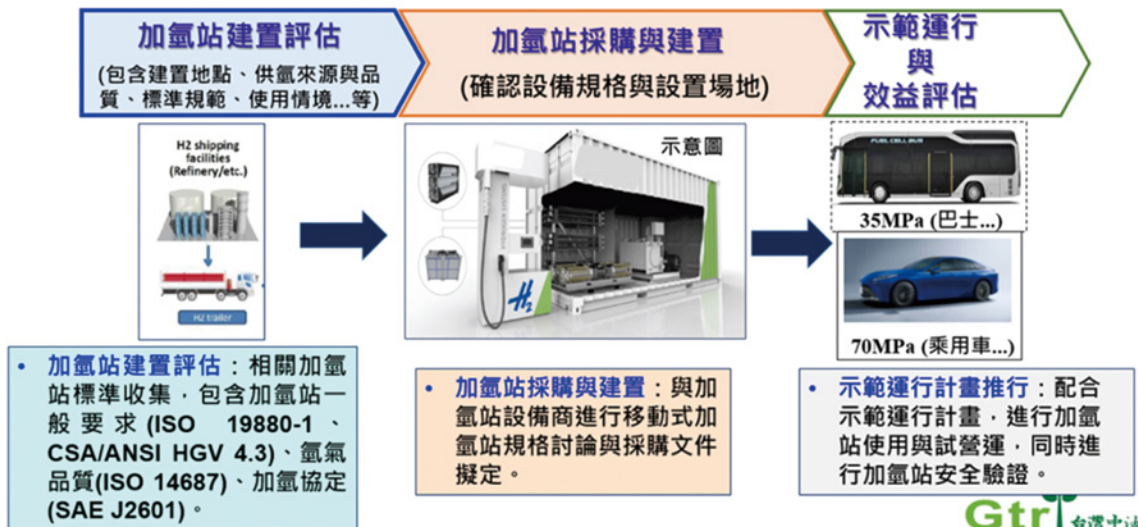 加氫站建置評估
(包含建置地點、供氫來源與品
質、標準規範、使用情境...等)
加氫站採購與建置
(確認設備規格與設置場地)
示範運行
與
效益評估
H2 shipping
facilities
(Refinery/etc.)
H2 trailer
示意圖
H2
FUEL CELL BUS
35MPa (巴士...)
70MPa (乘用車...)
• 加氫站建置評估：相關加氫
站標準收集，包含加氫站一
般要求(ISO 19880-1、
CSA/ANSI HGV 4.3)、氫氣
品質(ISO 14687)、加氫協定
(SAE J2601)。
• 加氫站採購與建置：與加
氫站設備商進行移動式加
氫站規格討論與採購文件
擬定。
• 示範運行計畫推行：配合
示範運行計畫，進行加氫
站使用與試營運，同時進
行加氫站安全驗證。
Gtri 台灣中油